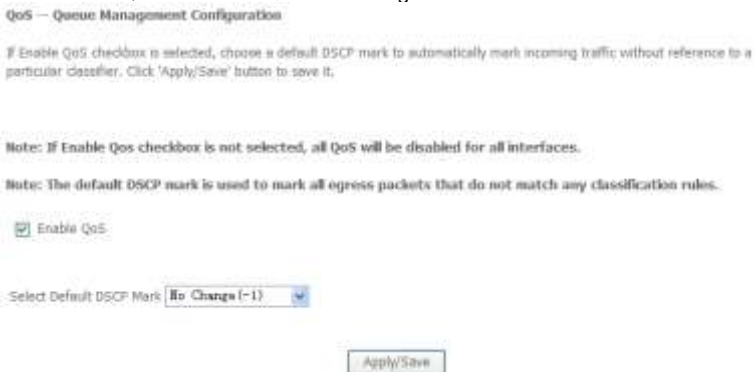 QoS -- Queue Management Configuration
If Enable QoS checkbox is selected, choose a default DSCP mark to automatically mark incoming traffic without reference to a
particular classifier. Click 'Apply/Save' button to save it.
Note: If Enable Qos checkbox is not selected, all QoS will be disabled for all interfaces.
Note: The default DSCP mark is used to mark all egress packets that do not match any classification rules.
Enable QoS
Select Default DSCP Mark No Change(-1)
Apply/Save